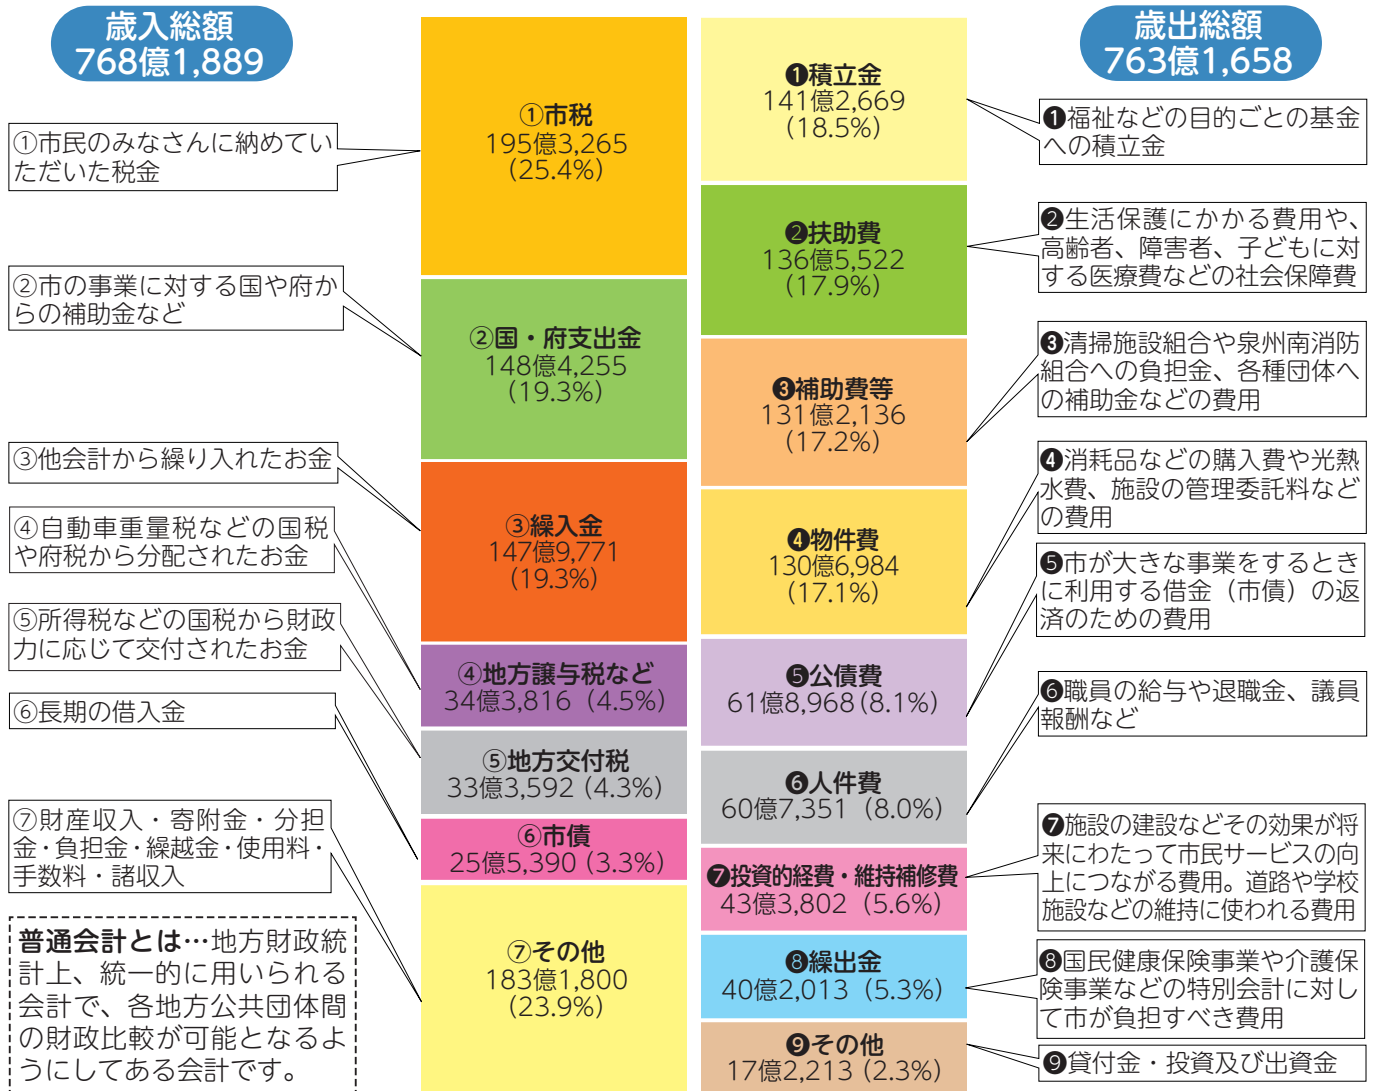 歳入総額
768億1,889
①市民のみなさんに納めてい
ただいた税金
②市の事業に対する国や府か
らの補助金など
③他会計から繰り入れたお金
④自動車重量税などの国税
や府税から分配されたお金
⑤所得税などの国税から財政
力に応じて交付されたお金
⑥長期の借入金
⑦財産収入・寄附金・分担
金・負担金・繰越金・使用料・
手数料・諸収入
普通会計とは…地方財政統
計上、統一的に用いられる
会計で、各地方公共団体間
の財政比較が可能となるよ
うにしてある会計です。
①市税
195億3,265
(25.4%)
②国・府支出金
148億4,255
(19.3%)
③繰入金
147億9,771
(19.3%)
④地方譲与税など
34億3,816 (4.5%)
⑤地方交付税
33億3,592 (4.3%)
⑥市債
25億5,390 (3.3%)
⑦その他
183億1,800
(23.9%)
❶積立金
141億2,669
(18.5%)
❷扶助費
136億5,522
(17.9%)
❸補助費等
131億2,136
(17.2%)
❹物件費
130億6,984
(17.1%)
❺公債費
61億8,968(8.1%)
❻人件費
60億7,351 (8.0%)
❼投資的経費・維持補修費
43億3,802 (5.6%)
❽繰出金
40億2,013 (5.3%)
❾その他
17億2,213 (2.3%)
歳出総額
763億1,658
❶福祉などの目的ごとの基金
への積立金
❷生活保護にかかる費用や、
高齢者、障害者、子どもに対
する医療費などの社会保障費
❸清掃施設組合や泉州南消防
組合への負担金、各種団体へ
の補助金などの費用
❹消耗品などの購入費や光熱
水費、施設の管理委託料など
の費用
❺市が大きな事業をするとき
に利用する借金（市債）の返
済のための費用
❻職員の給与や退職金、議員
報酬など
❼施設の建設などその効果が将
来にわたって市民サービスの向
上につながる費用。道路や学校
施設などの維持に使われる費用
❽国民健康保険事業や介護保
険事業などの特別会計に対し
て市が負担すべき費用
❾貸付金・投資及び出資金